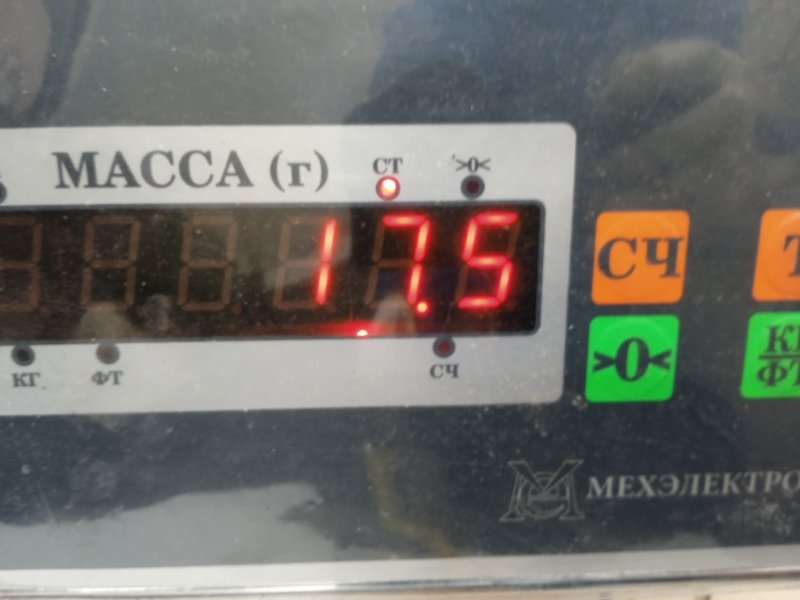 МАССА (г) СТ >0<
17.5
КГ ФТ СЧ
СЧ Т
>0<
МЕХЭЛЕКТРО